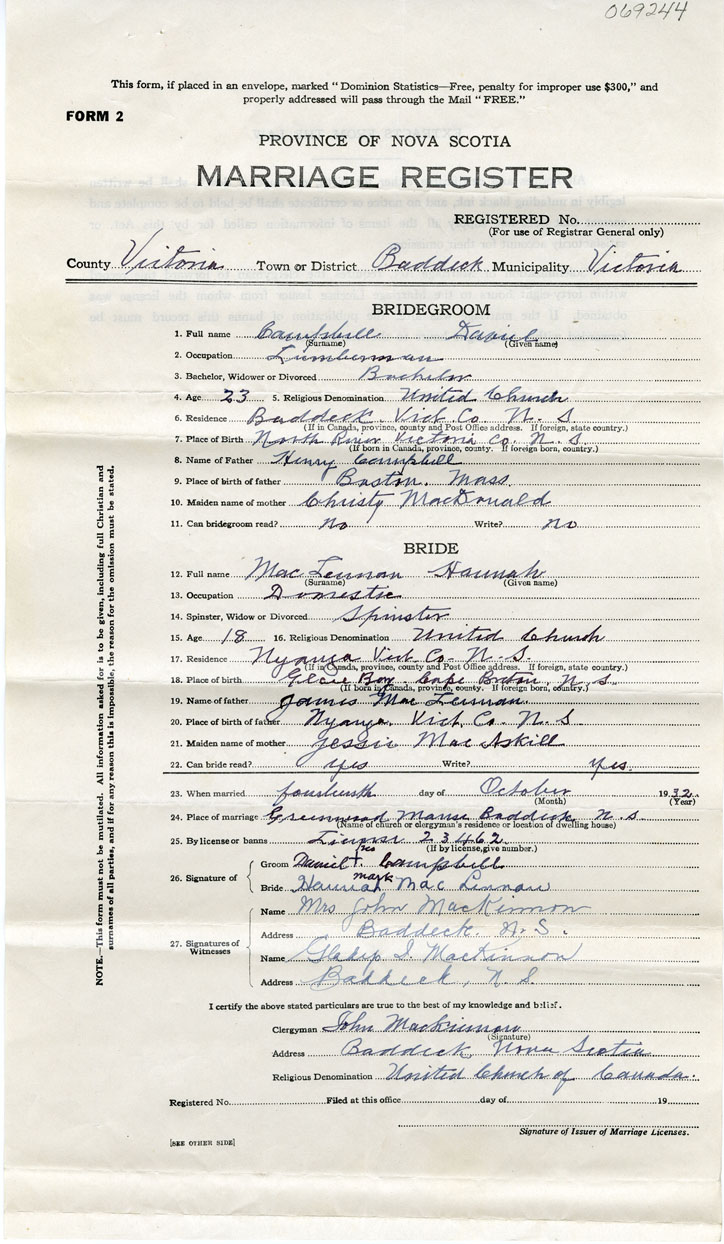 069244
This form, if placed in an envelope, marked "Dominion Statistics—Free, penalty for improper use $300," and
properly addressed will pass through the Mail "FREE."
FORM 2
PROVINCE OF NOVA SCOTIA
MARRIAGE REGISTER
REGISTERED No.
(For use of Registrar General only)
County Victoria Town or District Baddeck Municipality Victoria
BRIDEGROOM
1. Full name Campbell Daniel
(Surname) (Given name)
2. Occupation Lumberman
3. Bachelor, Widower or Divorced Bachelor
4. Age 23 5. Religious Denomination United Church
6. Residence Baddeck Vict Co. N. S
(If in Canada, province, county and Post Office address. If foreign, state country.)
7. Place of Birth North River Victoria Co. N. S.
(If born in Canada, province, county. If foreign born, country.)
8. Name of Father Henry Campbell
9. Place of birth of father Boston. Mass
10. Maiden name of mother Christy MacDonald
11. Can bridegroom read? no Write? no
BRIDE
12. Full name Mac Lennan Hannah
(Surname) (Given name)
13. Occupation Domestic
14. Spinster, Widow or Divorced Spinster
15. Age 18 16. Religious Denomination United Church
17. Residence Nyanza Vict Co. N. S.
(If in Canada, province, county and Post Office address. If foreign, state country.)
18. Place of birth Glace Bay Cape Breton, N. S
(If born in Canada, province, county. If foreign born, country.)
19. Name of father James Mac Lennan
20. Place of birth of father Nyanza. Vict. Co. N. S
21. Maiden name of mother Jessie Mac Askill
22. Can bride read? yes Write? Yes.
23. When married fourteenth day of October 1932
(Month) (Year)
24. Place of marriage Greenwood Manse Baddeck N S
(Name of church or clergyman's residence or location of dwelling house)
25. By license or banns License 23462
(If by license, give number.)
his
26. Signature of Groom Daniel + Campbell
mark
Bride Hannah Mac Lennan
27. Signatures of Witnesses
Name Mrs John MacKinnon
Address Baddeck. N. S.
Name Gladys I. MacKinnon
Address Baddeck, N. S.
I certify the above stated particulars are true to the best of my knowledge and belief.
Clergyman John Mackinnon
(Signature)
Address Baddeck, Nova Scotia
Religious Denomination United Church of Canada.
Registered No. Filed at this office day of 19
Signature of Issuer of Marriage Licenses.
[SEE OTHER SIDE]
NOTE.—This form must not be mutilated. All information asked for is to be given, including full Christian and
surnames of all parties, and if for any reason this is impossible, the reason for the omission must be stated.